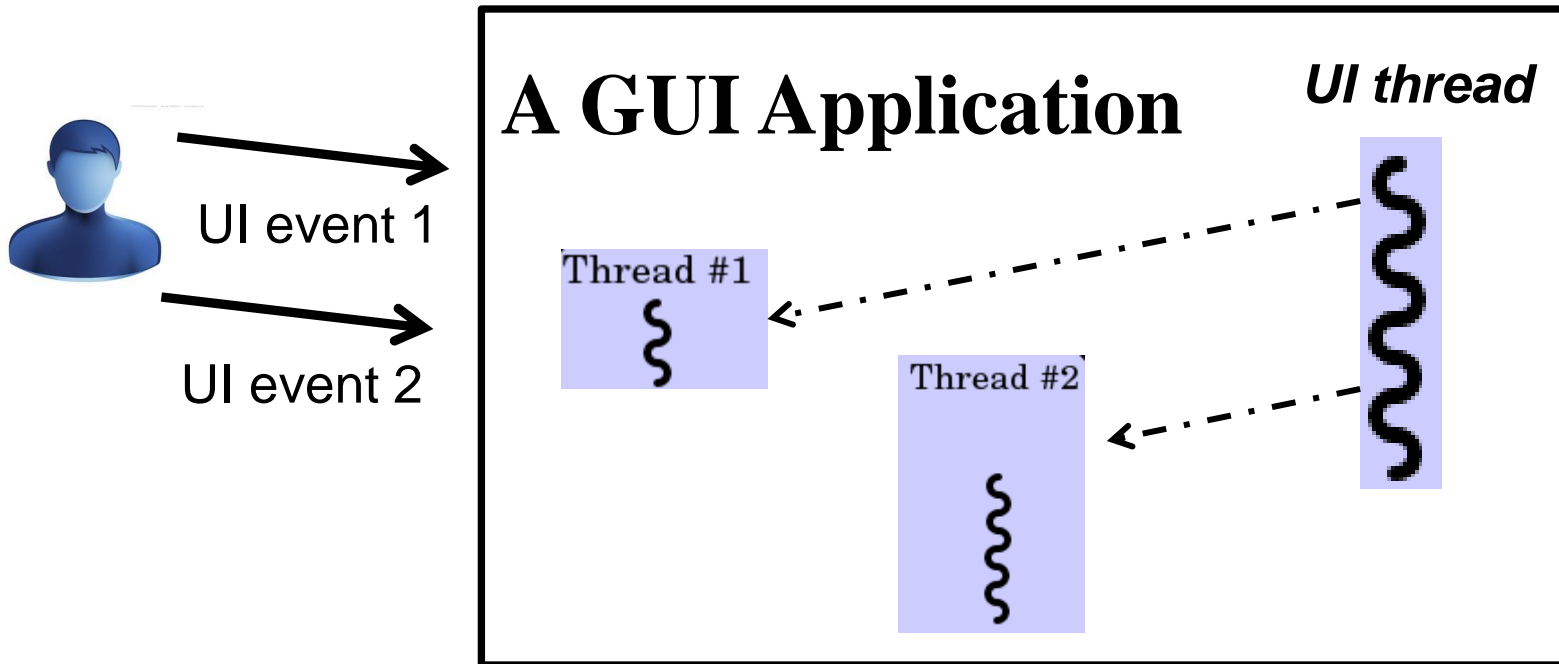 A GUI Application
UI thread
UI event 1
Thread #1
UI event 2
Thread #2